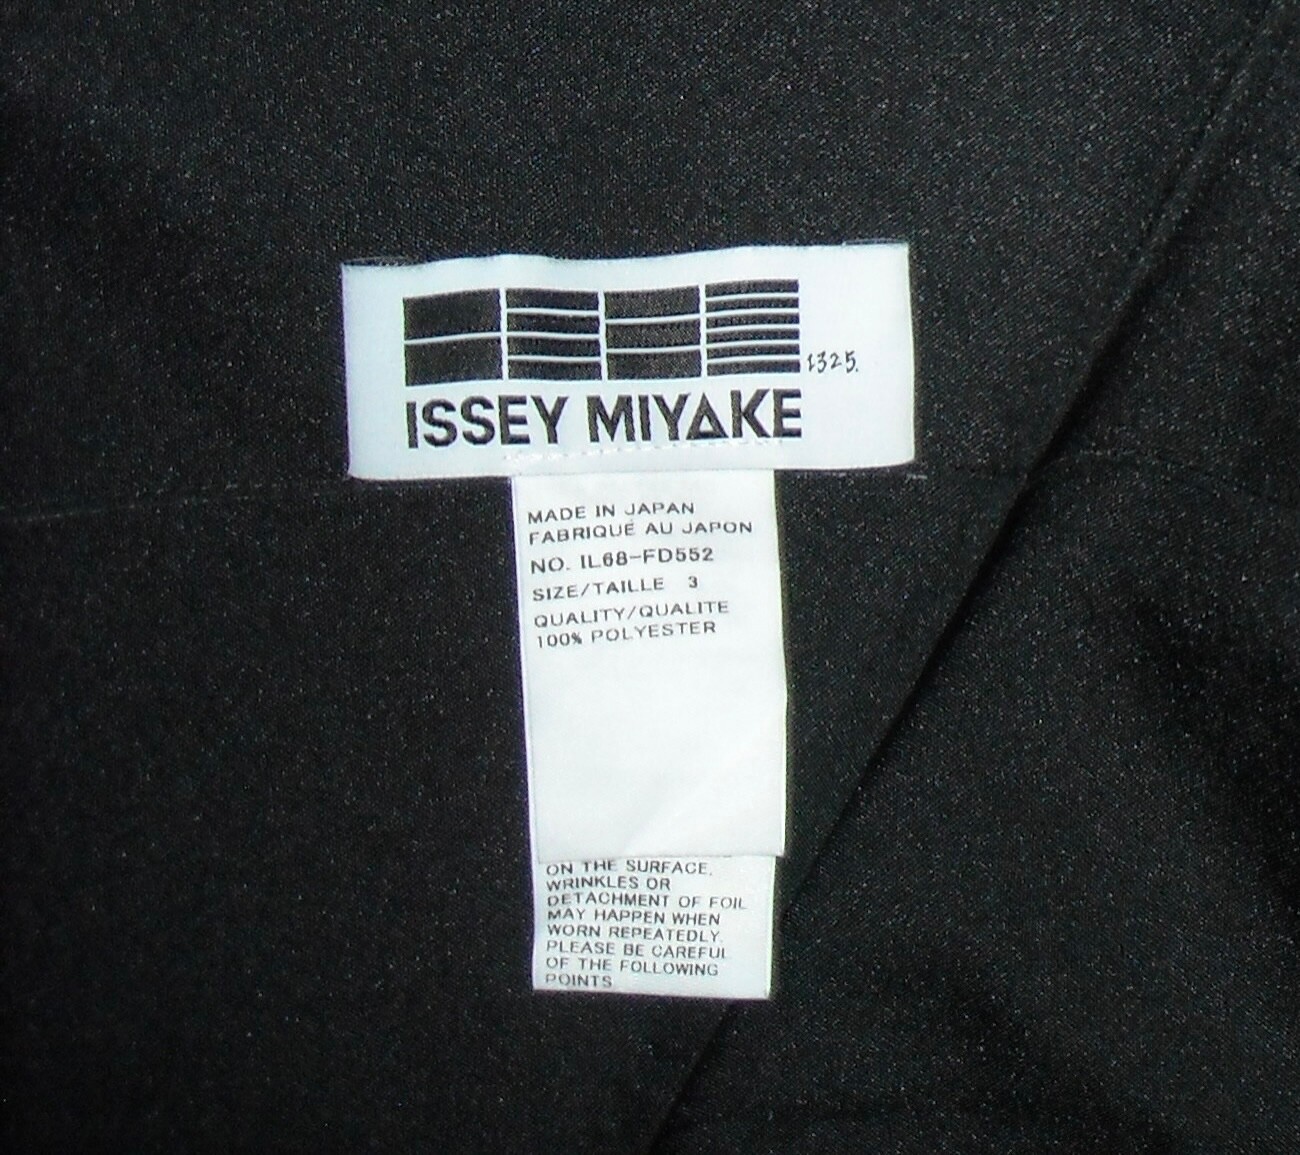 132 5.
ISSEY MIYAKE
MADE IN JAPAN
FABRIQUÉ AU JAPON
NO. IL68-FD552
SIZE/TAILLE 3
QUALITY/QUALITE
100% POLYESTER
ON THE SURFACE,
WRINKLES OR
DETACHMENT OF FOIL
MAY HAPPEN WHEN
WORN REPEATEDLY.
PLEASE BE CAREFUL
OF THE FOLLOWING
POINTS